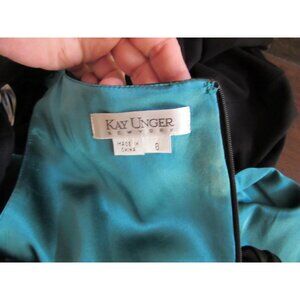 KAY UNGER
NEW YORK
MADE IN
CHINA
8